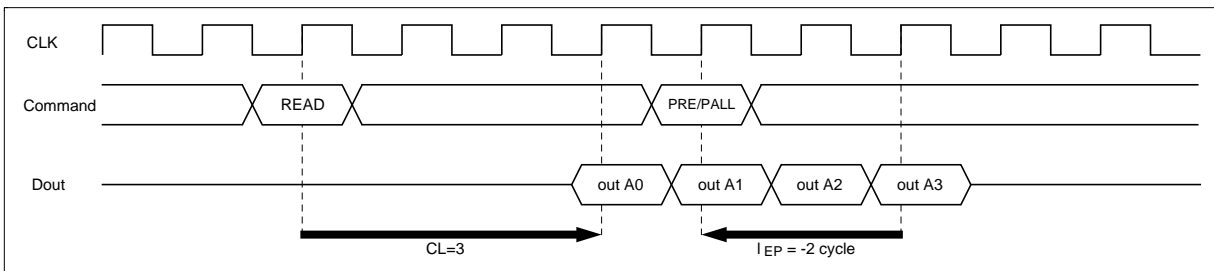 CLK
Command READ PRE/PALL
Dout out A0 out A1 out A2 out A3
CL=3 l EP = -2 cycle